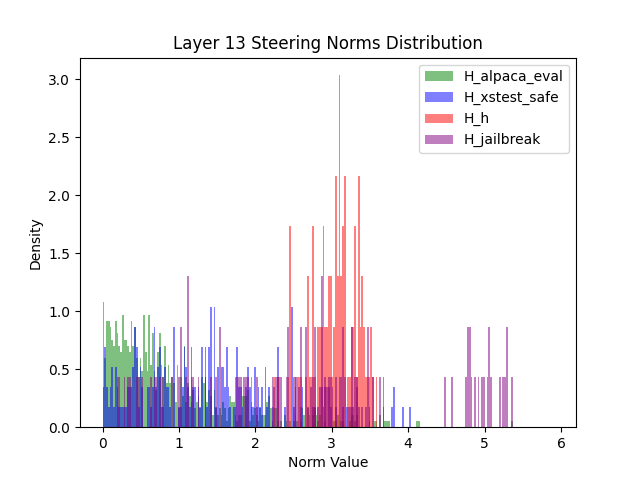 Layer 13 Steering Norms Distribution
H_alpaca_eval
H_xstest_safe
H_h
H_jailbreak
Density
3.0
2.5
2.0
1.5
1.0
0.5
0.0
0 1 2 3 4 5 6
Norm Value